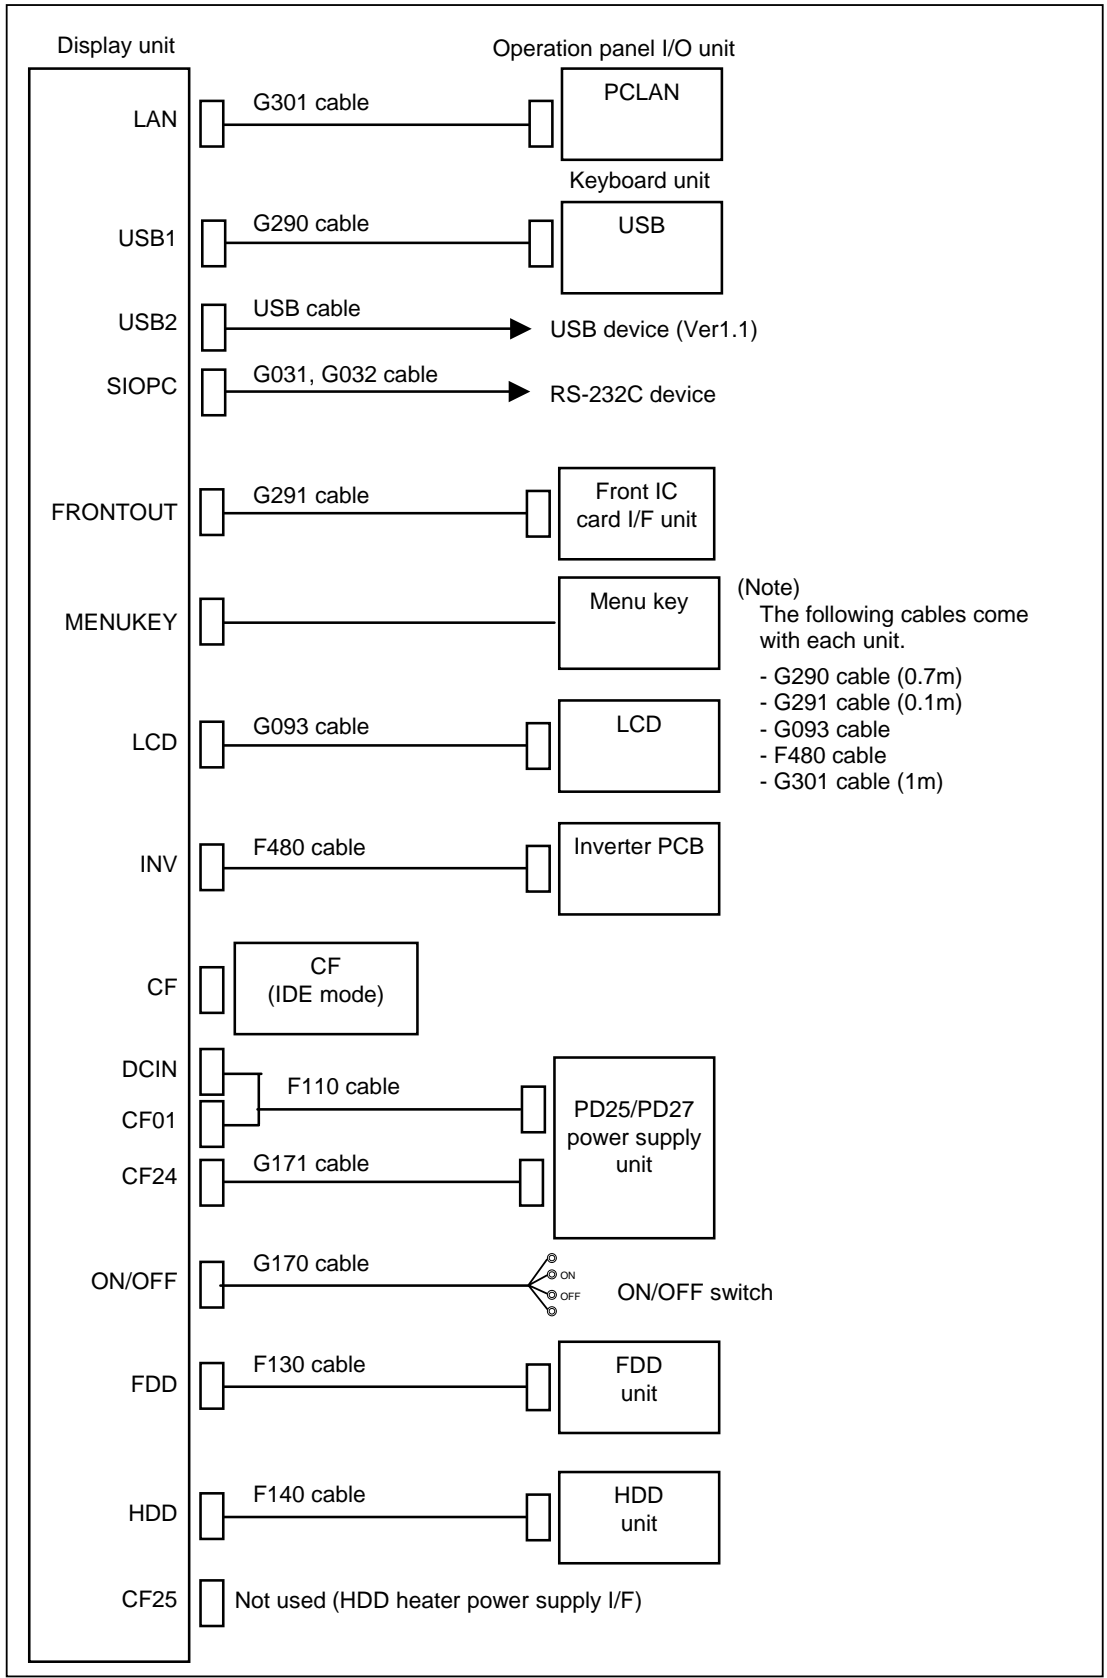 Display unit
Operation panel I/O unit
LAN
G301 cable
PCLAN
Keyboard unit
USB1
G290 cable
USB
USB2
USB cable
USB device (Ver1.1)
SIOPC
G031, G032 cable
RS-232C device
FRONTOUT
G291 cable
Front IC
card I/F unit
MENUKEY
Menu key
(Note)
The following cables come
with each unit.
- G290 cable (0.7m)
- G291 cable (0.1m)
- G093 cable
- F480 cable
- G301 cable (1m)
LCD
G093 cable
LCD
INV
F480 cable
Inverter PCB
CF
CF
(IDE mode)
DCIN
F110 cable
CF01
PD25/PD27
power supply
unit
CF24
G171 cable
ON/OFF
G170 cable
ON
OFF
ON/OFF switch
FDD
F130 cable
FDD
unit
HDD
F140 cable
HDD
unit
CF25
Not used (HDD heater power supply I/F)